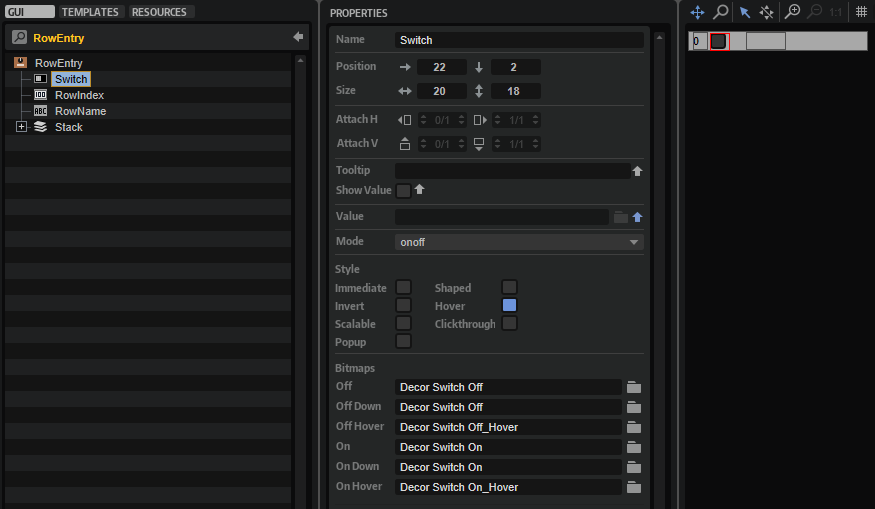 GUI TEMPLATES RESOURCES
RowEntry
RowEntry
Switch
RowIndex
ABC RowName
Stack
PROPERTIES
Name Switch
Position 22 2
Size 20 18
Attach H 0/1 1/1
Attach V 0/1 1/1
Tooltip
Show Value
Value
Mode onoff
Style
Immediate Shaped
Invert Hover
Scalable Clickthrough
Popup
Bitmaps
Off Decor Switch Off
Off Down Decor Switch Off
Off Hover Decor Switch Off_Hover
On Decor Switch On
On Down Decor Switch On
On Hover Decor Switch On_Hover
1:1
0